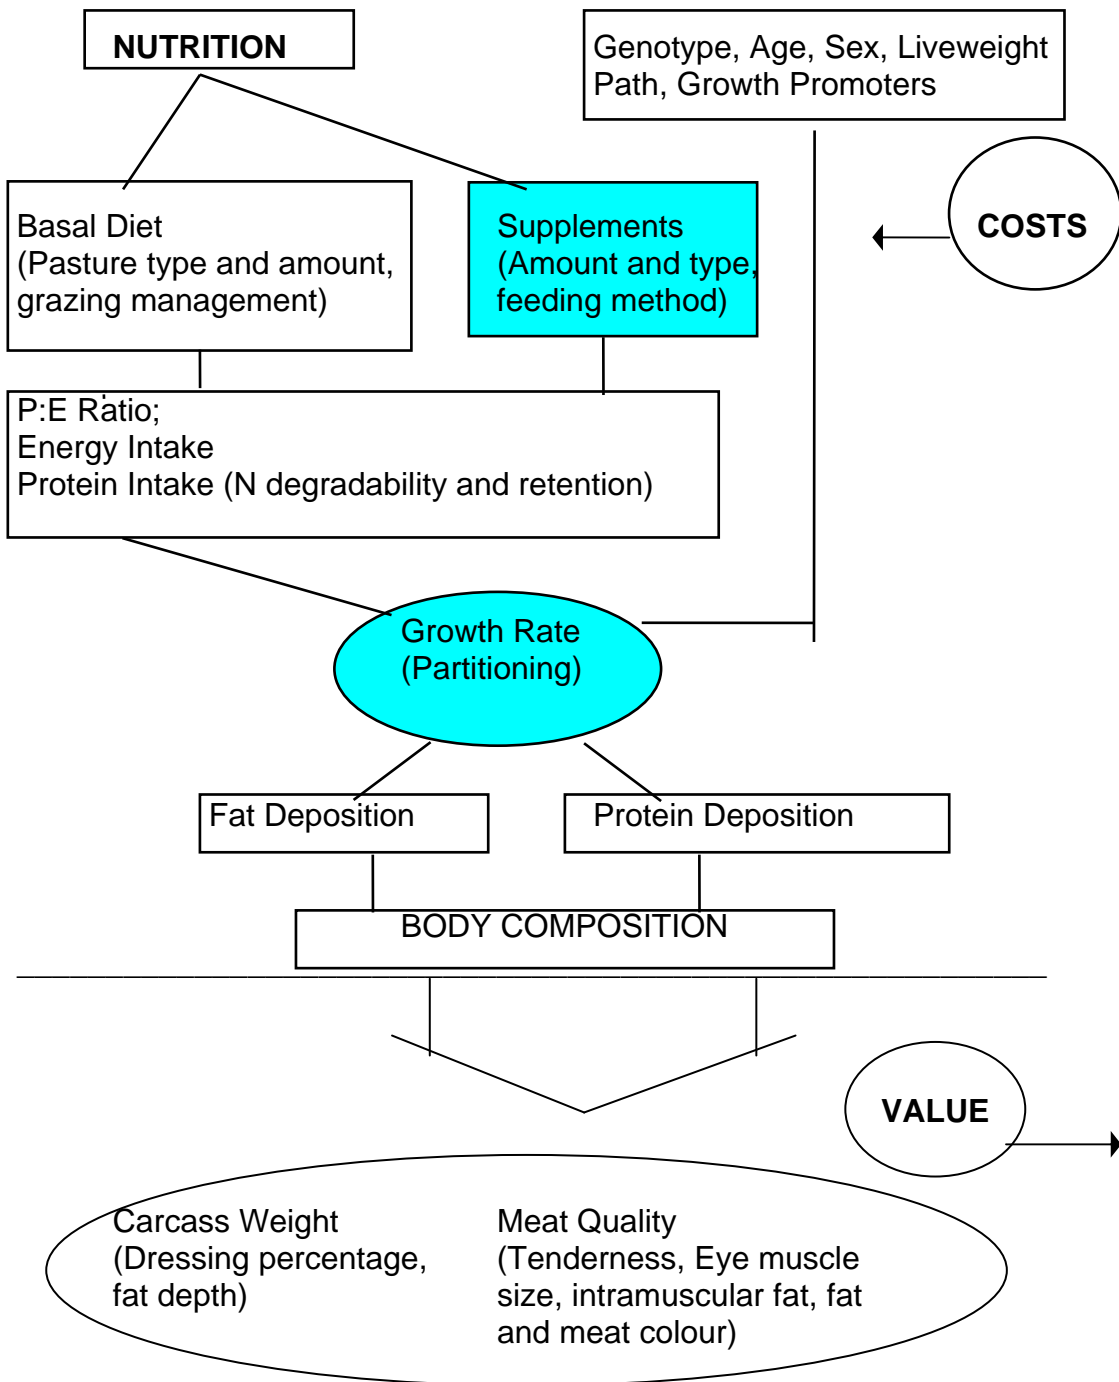 NUTRITION
Genotype, Age, Sex, Liveweight
Path, Growth Promoters
COSTS
Basal Diet
(Pasture type and amount,
grazing management)
Supplements
(Amount and type,
feeding method)
P:E Ratio;
Energy Intake
Protein Intake (N degradability and retention)
Growth Rate
(Partitioning)
Fat Deposition
Protein Deposition
BODY COMPOSITION
VALUE
Carcass Weight
(Dressing percentage,
fat depth)
Meat Quality
(Tenderness, Eye muscle
size, intramuscular fat, fat
and meat colour)